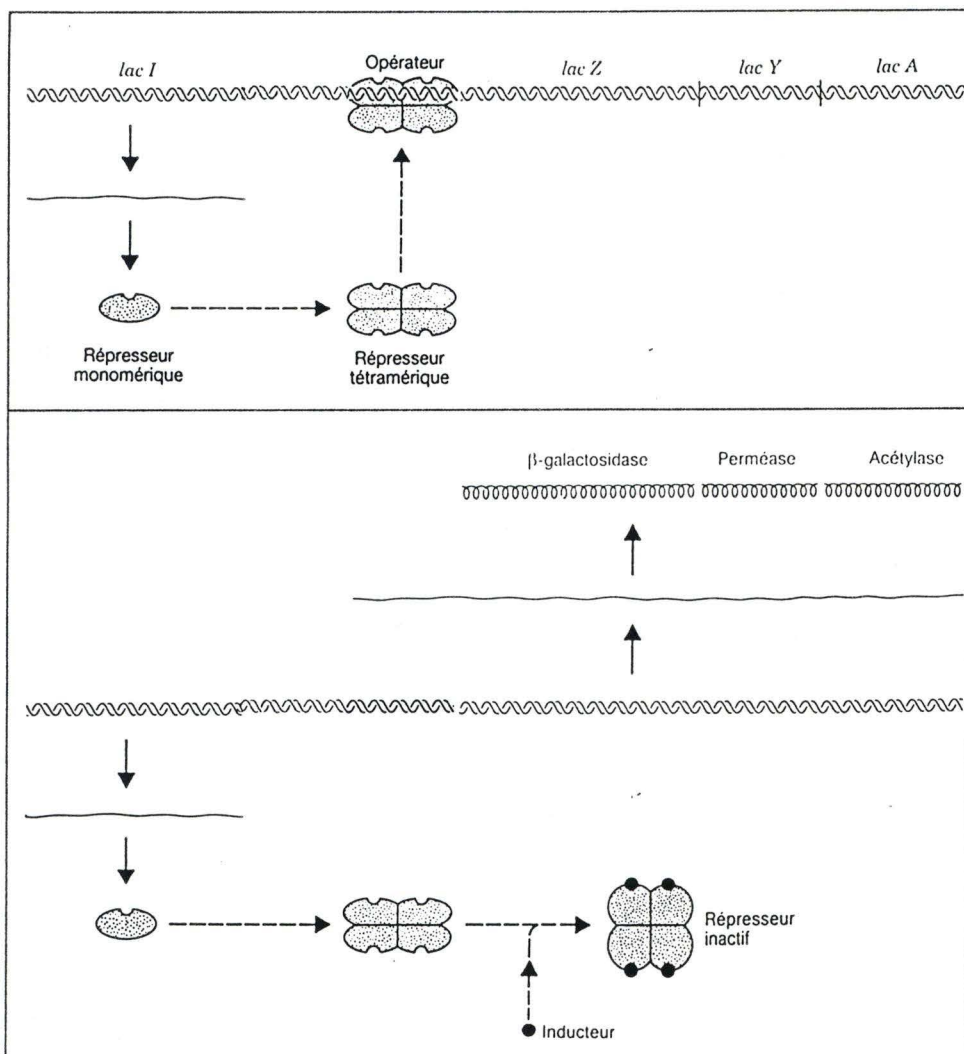 Opérateur
lac I
lac Z
lac Y
lac A
Répresseur
monomérique
Répresseur
tétramérique
β-galactosidase
Perméase
Acétylase
Répresseur
inactif
Inducteur